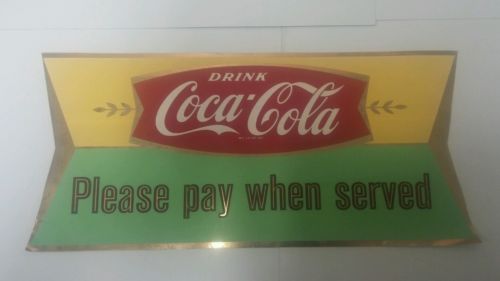 DRINK
Coca-Cola
Please pay when served